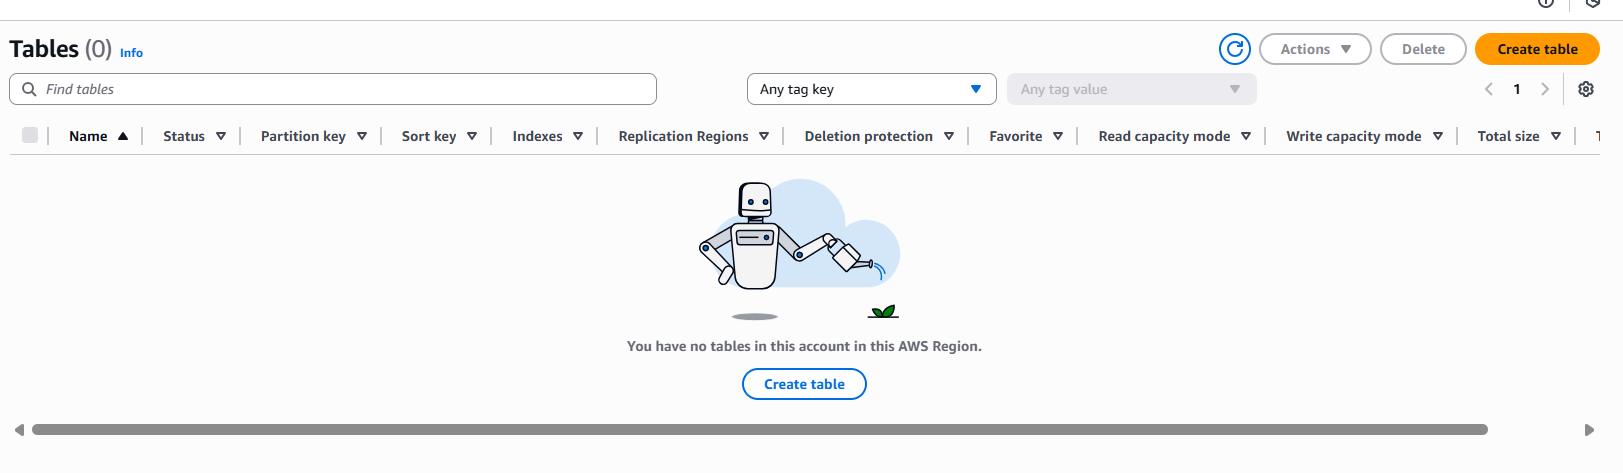 Tables (0) Info
Actions Delete Create table
Find tables Any tag key Any tag value 1
Name Status Partition key Sort key Indexes Replication Regions Deletion protection Favorite Read capacity mode Write capacity mode Total size
You have no tables in this account in this AWS Region.
Create table